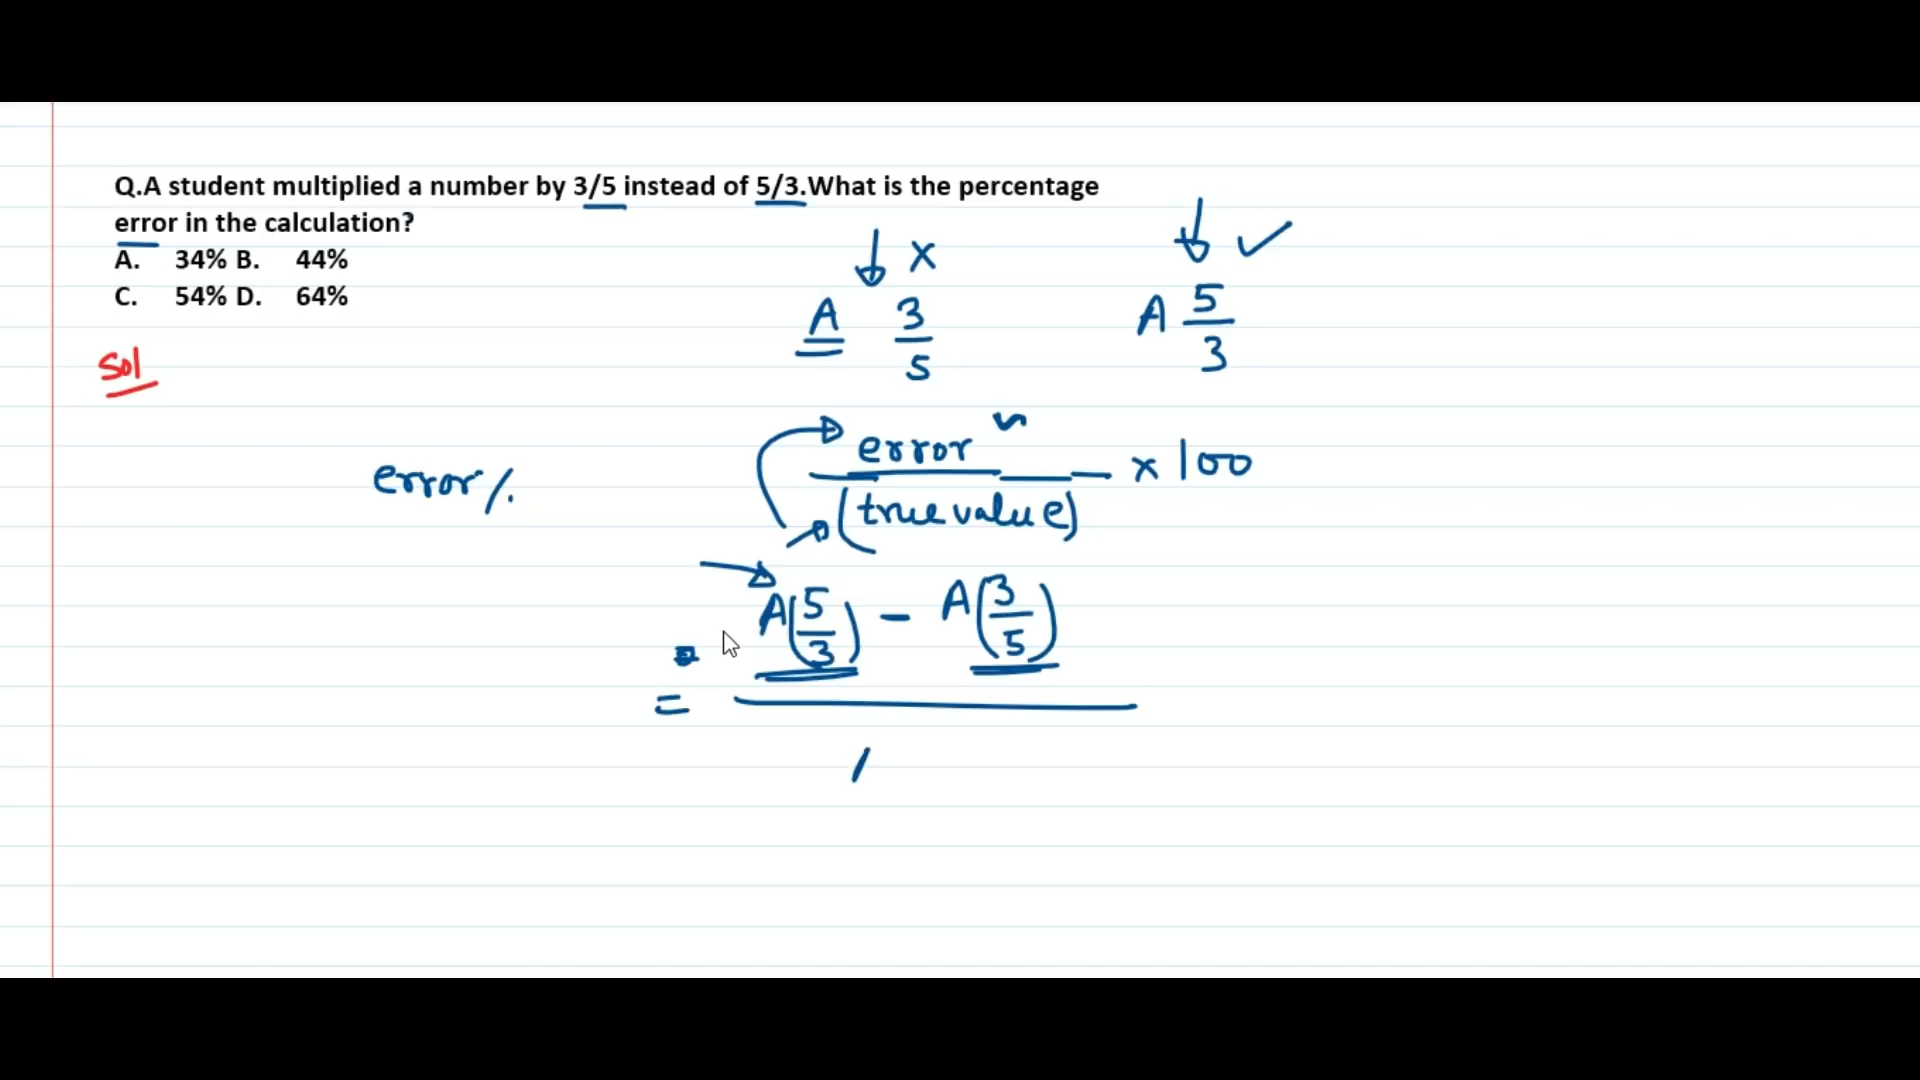 Q.A student multiplied a number by 3/5 instead of 5/3.What is the percentage
error in the calculation?
A. 34% B. 44%
C. 54% D. 64%
Sol
x ✓
A 3/5 A 5/3
error% error/(true value) x 100
= A(5/3) - A(3/5)